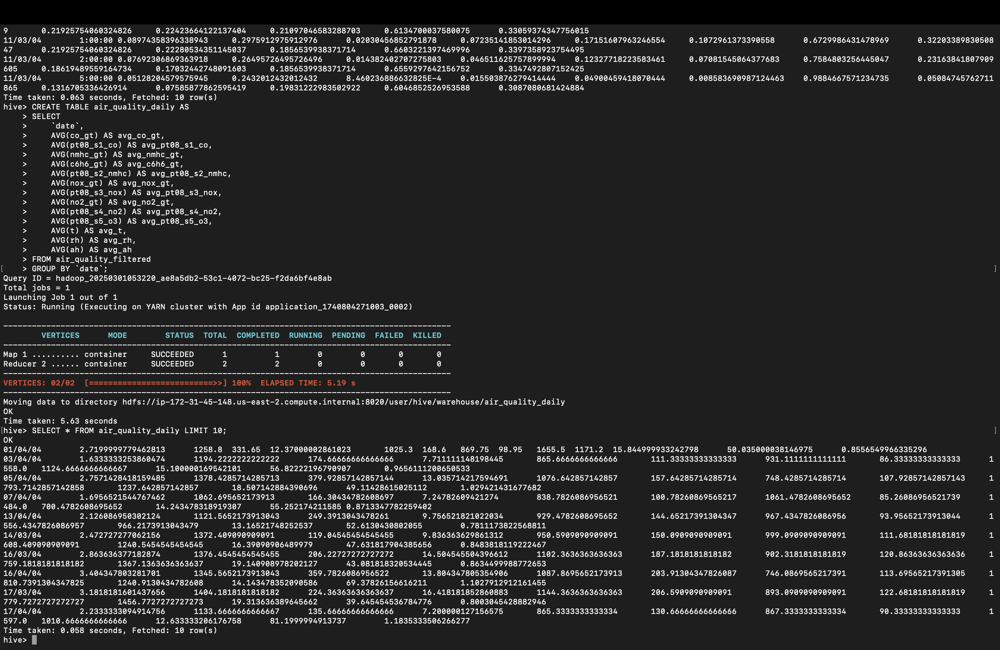 9       0.21925754060324826     0.22423664122137404     0.21097046583288703     0.6134700037580075      0.33059374347756015
11/03/04        1:00:00 0.08974358396338943     0.2975912975912976      0.02030456852791878     0.07235141853014296     0.17151607963246554     0.1072961373390558      0.6729986431478969      0.32203389830508
47      0.21925754060324826     0.22280534351145037     0.1856539938371714      0.6603221397469996      0.3397358923754495
11/03/04        2:00:00 0.07692306869363918     0.26495726495726496     0.014382402707275803    0.046511625757899994    0.12327718223583461     0.07081545064377683     0.7584803256445047      0.23163841807909
605     0.18619489559164734     0.17032442748091603     0.1856539938371714      0.6559297642156752      0.3347492807152425
11/03/04        5:00:00 0.05128204579575945     0.2432012432012432      8.460236886632825E-4    0.015503876279414444    0.04900459418070444     0.008583690987124463    0.9884667571234735      0.05084745762711
865     0.1316705336426914      0.07585877862595419     0.19831222983502922     0.6046852526953588      0.3087080681424884
Time taken: 0.063 seconds, Fetched: 10 row(s)
hive> CREATE TABLE air_quality_daily AS
    > SELECT
    >     `date`,
    >     AVG(co_gt) AS avg_co_gt,
    >     AVG(pt08_s1_co) AS avg_pt08_s1_co,
    >     AVG(nmhc_gt) AS avg_nmhc_gt,
    >     AVG(c6h6_gt) AS avg_c6h6_gt,
    >     AVG(pt08_s2_nmhc) AS avg_pt08_s2_nmhc,
    >     AVG(nox_gt) AS avg_nox_gt,
    >     AVG(pt08_s3_nox) AS avg_pt08_s3_nox,
    >     AVG(no2_gt) AS avg_no2_gt,
    >     AVG(pt08_s4_no2) AS avg_pt08_s4_no2,
    >     AVG(pt08_s5_o3) AS avg_pt08_s5_o3,
    >     AVG(t) AS avg_t,
    >     AVG(rh) AS avg_rh,
    >     AVG(ah) AS avg_ah
    > FROM air_quality_filtered
[    > GROUP BY `date`; ]
Query ID = hadoop_20250301053220_ae8a5db2-53c1-4072-bc25-f2da6bf4e8ab
Total jobs = 1
Launching Job 1 out of 1
Status: Running (Executing on YARN cluster with App id application_1740804271003_0002)

----------------------------------------------------------------------------------------------
        VERTICES      MODE        STATUS  TOTAL  COMPLETED  RUNNING  PENDING  FAILED  KILLED
----------------------------------------------------------------------------------------------
Map 1 .......... container     SUCCEEDED      1          1        0        0       0       0
Reducer 2 ...... container     SUCCEEDED      2          2        0        0       0       0
----------------------------------------------------------------------------------------------
VERTICES: 02/02  [==========================>>] 100%  ELAPSED TIME: 5.19 s
----------------------------------------------------------------------------------------------
Moving data to directory hdfs://ip-172-31-45-148.us-east-2.compute.internal:8020/user/hive/warehouse/air_quality_daily
OK
Time taken: 5.63 seconds
[hive> SELECT * FROM air_quality_daily LIMIT 10; ]
OK
01/04/04        2.7199999779462813      1258.8  331.65  12.37000002861023       1025.3  168.6   869.75  98.95   1655.5  1171.2  15.844999933242798      50.035000038146975      0.8556549966335296
03/04/04        1.6333333253860474      1194.2222222222222      174.66666666666666      7.711111148198445       865.6666666666666       111.33333333333333      931.1111111111111       86.33333333333333       1
558.0   1124.6666666666667      15.100000169542101      56.82222196790907       0.9656111200650533
05/04/04        2.7571428418159485      1378.4285714285713      379.92857142857144      13.035714217594691      1076.642857142857       157.64285714285714      748.4285714285714       107.92857142857143      1
793.7142857142858       1237.642857142857       18.507142884390696      49.11428615025112       1.029421431677682
07/04/04        1.6956521544767462      1062.695652173913       166.30434782608697      7.24782609421274        838.7826086956521       100.78260869565217      1061.4782608695652      85.26086956521739       1
484.0   700.4782608695652       14.243478318919307      55.252174211585 0.8713347782259402
13/04/04        2.126086950302124       1121.5652173913043      249.3913043478261       9.756521821022034       929.4782608695652       144.65217391304347      967.4347826086956       93.95652173913044       1
556.4347826086957       966.2173913043479       13.16521748252537       52.6130430802055        0.7811173822568811
14/03/04        2.472727277062156       1372.409090909091       119.04545454545455      9.836363629861312       950.5909090909091       150.0909090909091       999.0909090909091       111.68181818181819      1
608.409090909091        1240.5454545454545      16.39090906489979       47.631817904385656      0.8483818119222467
16/03/04        2.863636377182874       1376.4545454545455      206.22727272727272      14.504545504396612      1102.3636363636363      187.1818181818182       902.3181818181819       120.86363636363636      1
759.1818181818182       1367.1363636363637      19.140908978202127      43.081818320534445      0.8634499988772653
16/04/04        3.404347803281701       1345.5652173913043      359.7826086956522       13.804347805354906      1087.8695652173913      203.91304347826087      746.0869565217391       113.69565217391305      1
810.7391304347825       1240.9130434782608      14.143478352090586      69.37826156616211       1.1027912912161455
17/03/04        3.1818181601437656      1404.1818181818182      224.36363636363637      16.418181852860883      1144.3636363636363      206.5909090909091       893.0909090909091       122.68181818181819      1
779.7272727272727       1456.7727272727273      19.313636389645662      39.645454536784776      0.8003045428882946
17/04/04        2.2333333094914756      1133.6666666666667      135.66666666666666      7.200000127156575       865.3333333333334       130.66666666666666      867.3333333333334       90.33333333333333       1
597.0   1010.6666666666666      12.633333206176758      81.1999994913737        1.1835333506266277
Time taken: 0.058 seconds, Fetched: 10 row(s)
hive>